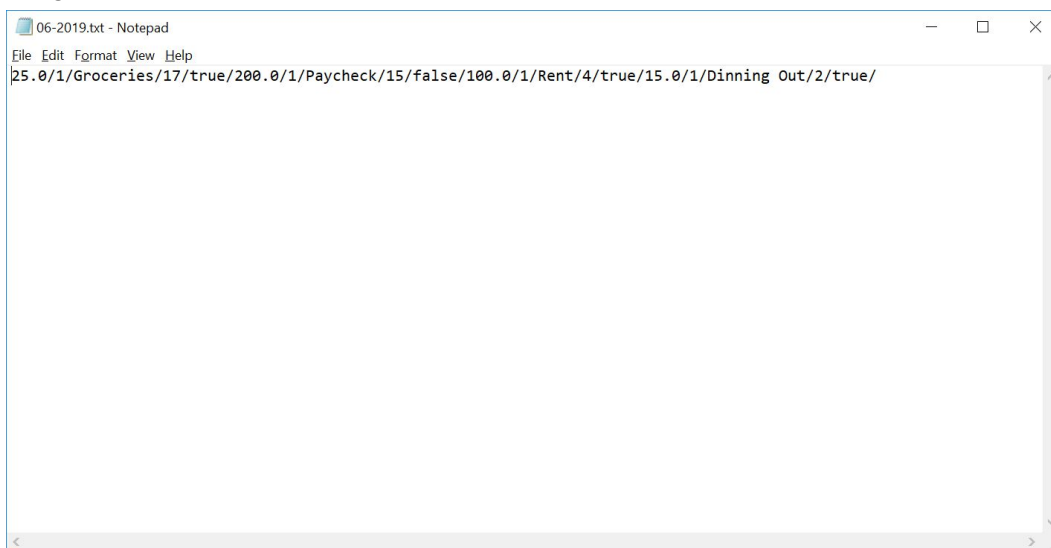 06-2019.txt - Notepad
File Edit Format View Help
25.0/1/Groceries/17/true/200.0/1/Paycheck/15/false/100.0/1/Rent/4/true/15.0/1/Dinning Out/2/true/